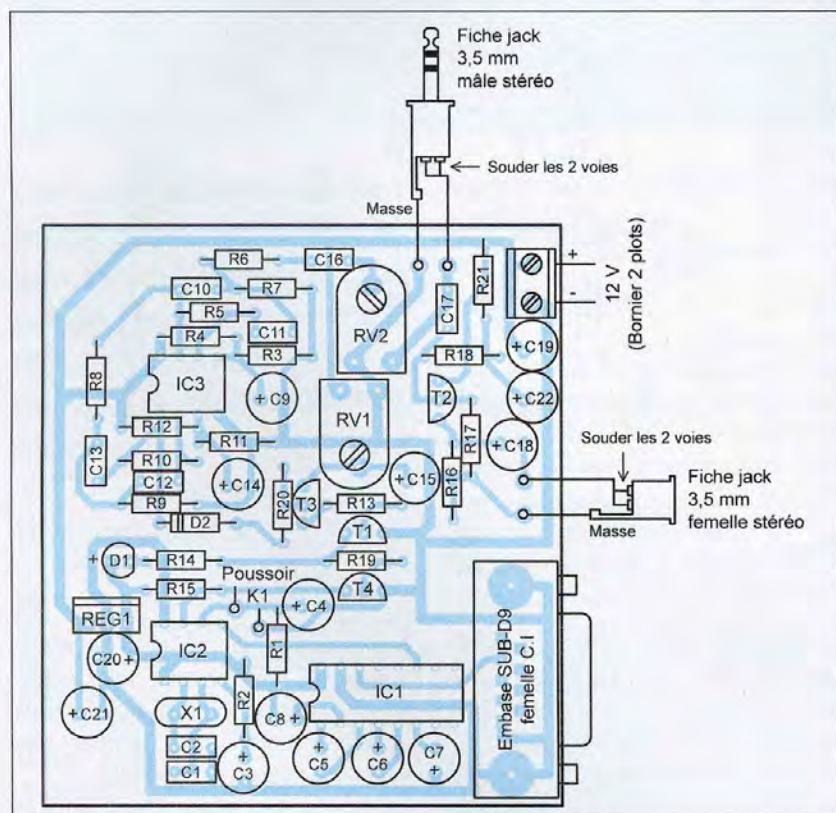 Fiche jack
3,5 mm
mâle stéréo
Souder les 2 voies
Masse
R6
C16
C10
R7
R5
R4
C11
R3
R8
IC3
+ C9
RV2
RV1
C17
R21
+
-
12 V
(Bornier 2 plots)
R18
+ C19
T2
+ C22
R12
R11
R17
+ C18
C13
R10
C12
R9
+ C14
R20
T3
R13
+ C15
R16
Souder les 2 voies
Fiche jack
3,5 mm
femelle stéréo
Masse
D2
T1
+ D1
R14
R19
R15
Poussoir
K1
+ C4
T4
REG1
C20 +
IC2
R1
IC1
Embase SUB-D9
femelle C.I
+ C21
X1
R2
C8 +
C2
C1
+
C3
+
C5
+
C6
C7
+